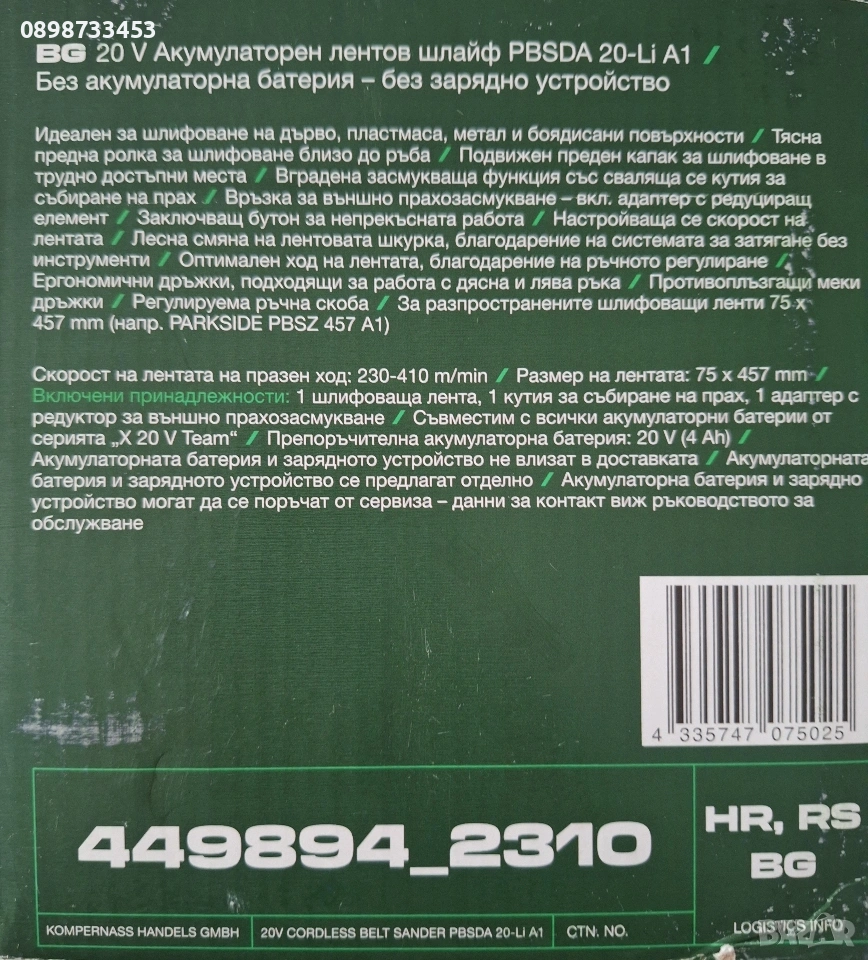 0898733453
BG 20 V Акумулаторен лентов шлайф PBSDA 20-Li A1 /
Без акумулаторна батерия – без зарядно устройство
Идеален за шлифоване на дърво, пластмаса, метал и боядисани повърхности / Тясна
предна ролка за шлифоване близо до ръба / Подвижен преден капак за шлифоване в
трудно достъпни места / Вградена засмукваща функция със сваляща се кутия за
събиране на прах / Връзка за външно прахозасмукване – вкл. адаптер с редуциращ
елемент / Заключващ бутон за непрекъсната работа / Настройваща се скорост на
лентата / Лесна смяна на лентовата шкурка, благодарение на системата за затягане без
инструменти / Оптимален ход на лентата, благодарение на ръчното регулиране /
Ергономични дръжки, подходящи за работа с дясна и лява ръка / Противоплъзгащи меки
дръжки / Регулируема ръчна скоба / За разпространените шлифоващи ленти 75 x
457 mm (напр. PARKSIDE PBSZ 457 A1)
Скорост на лентата на празен ход: 230-410 m/min / Размер на лентата: 75 x 457 mm /
Включени принадлежности: 1 шлифоваща лента, 1 кутия за събиране на прах, 1 адаптер с
редуктор за външно прахозасмукване / Съвместим с всички акумулаторни батерии от
серията „X 20 V Team“ / Препоръчителна акумулаторна батерия: 20 V (4 Ah) /
Акумулаторната батерия и зарядното устройство не влизат в доставката / Акумулаторната
батерия и зарядното устройство се предлагат отделно / Акумулаторна батерия и зарядно
устройство могат да се поръчат от сервиза – данни за контакт виж ръководството за
обслужване
4 335747 075025
449894_2310
HR, RS
BG
KOMPERNASS HANDELS GMBH
20V CORDLESS BELT SANDER PBSDA 20-Li A1
CTN. NO.
LOGISTICS INFO
BAZAR